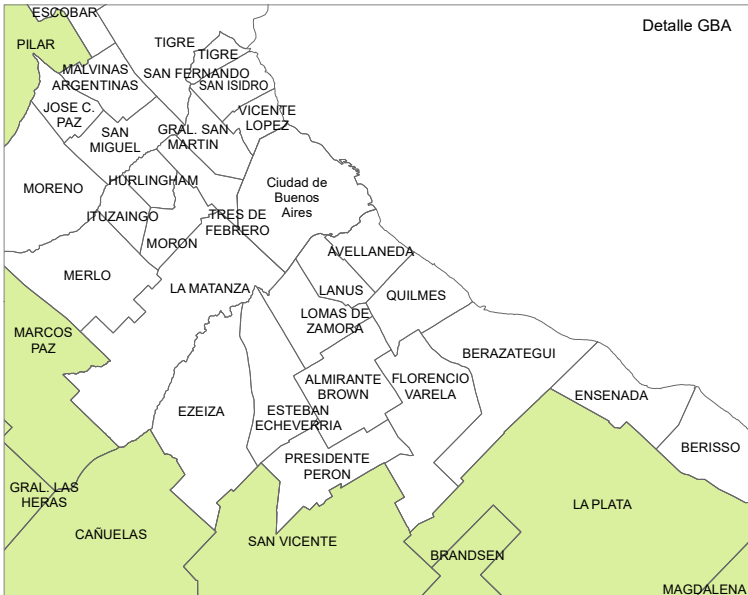 ESCOBAR
Detalle GBA
PILAR
TIGRE
TIGRE
MALVINAS
ARGENTINAS
SAN FERNANDO
SAN ISIDRO
JOSE C.
PAZ
VICENTE
LOPEZ
SAN
MIGUEL
GRAL. SAN
MARTIN
MORENO
HURLINGHAM
Ciudad de
Buenos
Aires
ITUZAINGO
TRES DE
FEBRERO
MORON
AVELLANEDA
MERLO
LA MATANZA
LANUS
QUILMES
LOMAS DE
ZAMORA
MARCOS
PAZ
BERAZATEGUI
ALMIRANTE
BROWN
FLORENCIO
VARELA
ENSENADA
EZEIZA
ESTEBAN
ECHEVERRIA
BERISSO
PRESIDENTE
PERON
GRAL. LAS
HERAS
LA PLATA
CAÑUELAS
SAN VICENTE
BRANDSEN
MAGDALENA